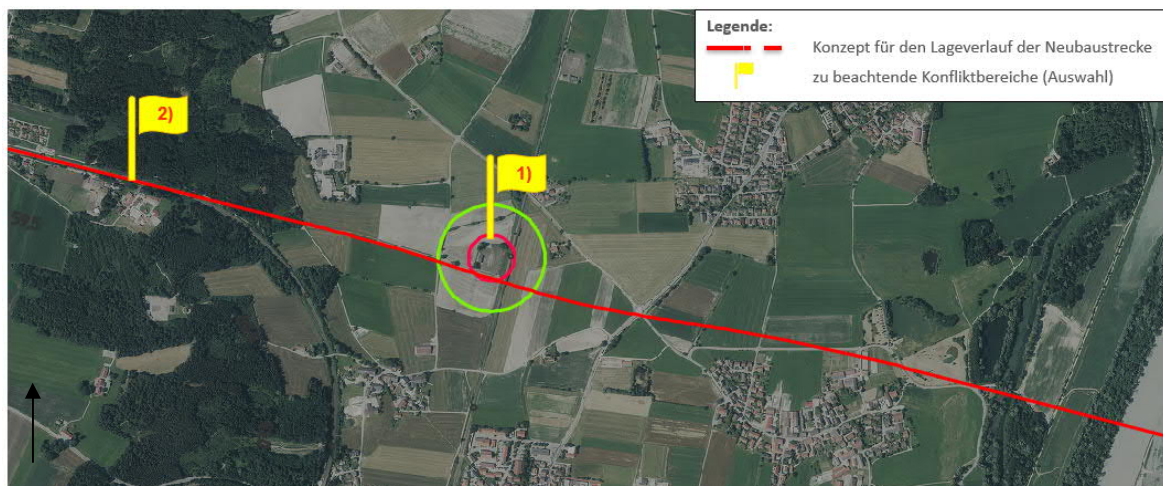 Legende:
Konzept für den Lageverlauf der Neubaustrecke
zu beachtende Konfliktbereiche (Auswahl)
2)
1)